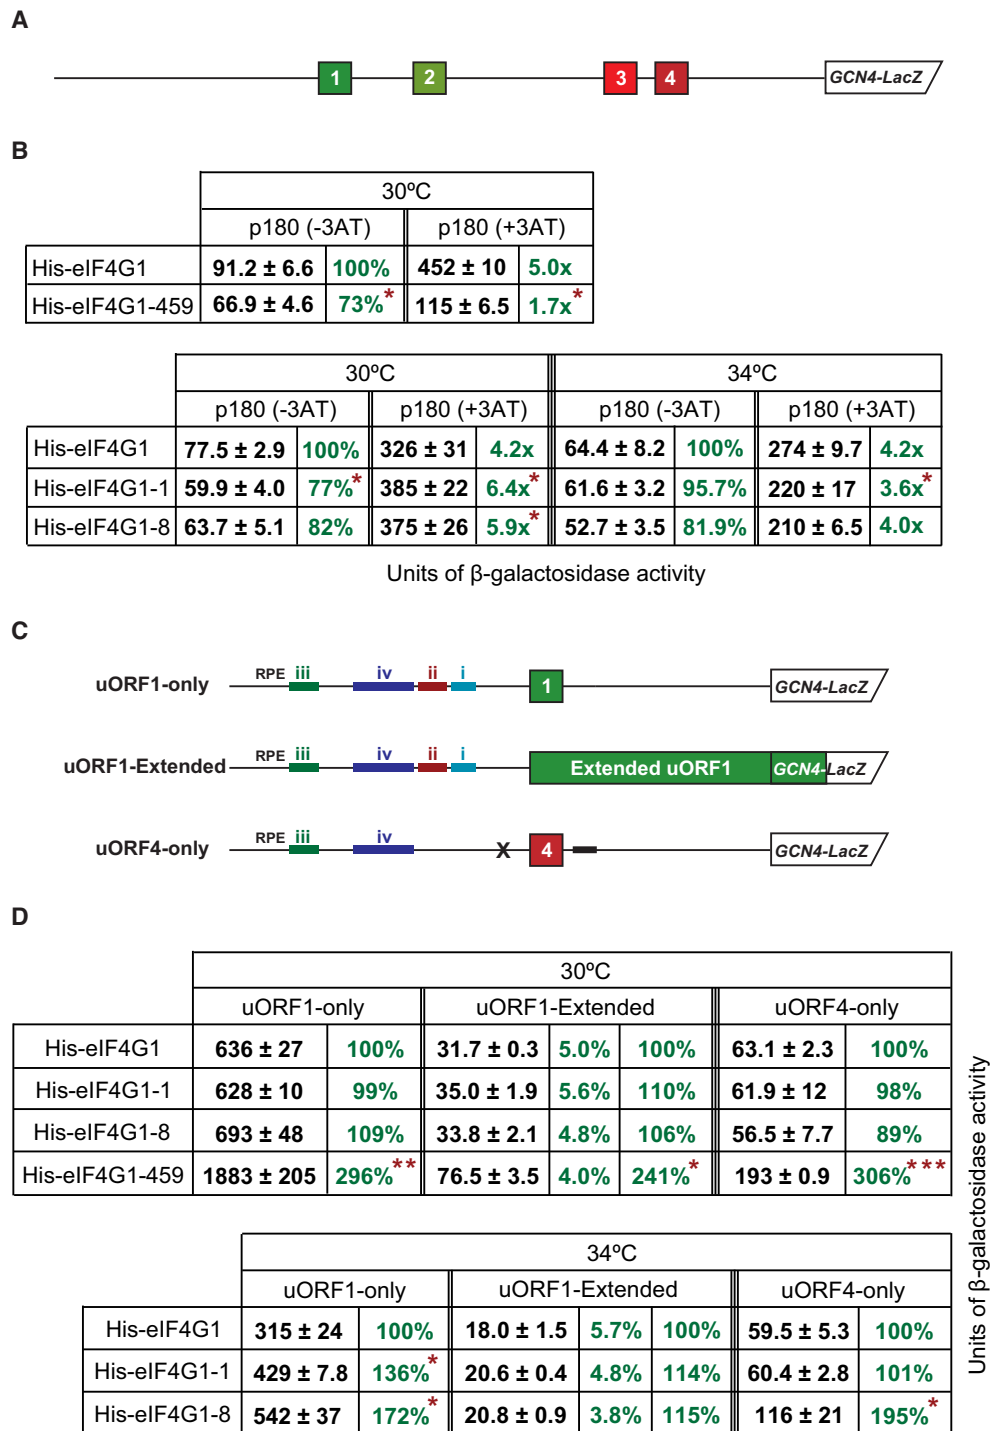 A
1 2 3 4 GCN4-LacZ
B
30ºC
p180 (-3AT) p180 (+3AT)
His-eIF4G1 91.2 ± 6.6 100% 452 ± 10 5.0x
His-eIF4G1-459 66.9 ± 4.6 73%* 115 ± 6.5 1.7x*
30ºC 34ºC
p180 (-3AT) p180 (+3AT) p180 (-3AT) p180 (+3AT)
His-eIF4G1 77.5 ± 2.9 100% 326 ± 31 4.2x 64.4 ± 8.2 100% 274 ± 9.7 4.2x
His-eIF4G1-1 59.9 ± 4.0 77%* 385 ± 22 6.4x* 61.6 ± 3.2 95.7% 220 ± 17 3.6x*
His-eIF4G1-8 63.7 ± 5.1 82% 375 ± 26 5.9x* 52.7 ± 3.5 81.9% 210 ± 6.5 4.0x
Units of β-galactosidase activity
C
uORF1-only RPE iii iv ii i 1 GCN4-LacZ
uORF1-Extended RPE iii iv ii i Extended uORF1 GCN4-LacZ
uORF4-only RPE iii iv X 4 GCN4-LacZ
D
30ºC
uORF1-only uORF1-Extended uORF4-only
His-eIF4G1 636 ± 27 100% 31.7 ± 0.3 5.0% 100% 63.1 ± 2.3 100%
His-eIF4G1-1 628 ± 10 99% 35.0 ± 1.9 5.6% 110% 61.9 ± 12 98%
His-eIF4G1-8 693 ± 48 109% 33.8 ± 2.1 4.8% 106% 56.5 ± 7.7 89%
His-eIF4G1-459 1883 ± 205 296%** 76.5 ± 3.5 4.0% 241%* 193 ± 0.9 306%***
34ºC
uORF1-only uORF1-Extended uORF4-only
His-eIF4G1 315 ± 24 100% 18.0 ± 1.5 5.7% 100% 59.5 ± 5.3 100%
His-eIF4G1-1 429 ± 7.8 136%* 20.6 ± 0.4 4.8% 114% 60.4 ± 2.8 101%
His-eIF4G1-8 542 ± 37 172%* 20.8 ± 0.9 3.8% 115% 116 ± 21 195%*
Units of β-galactosidase activity